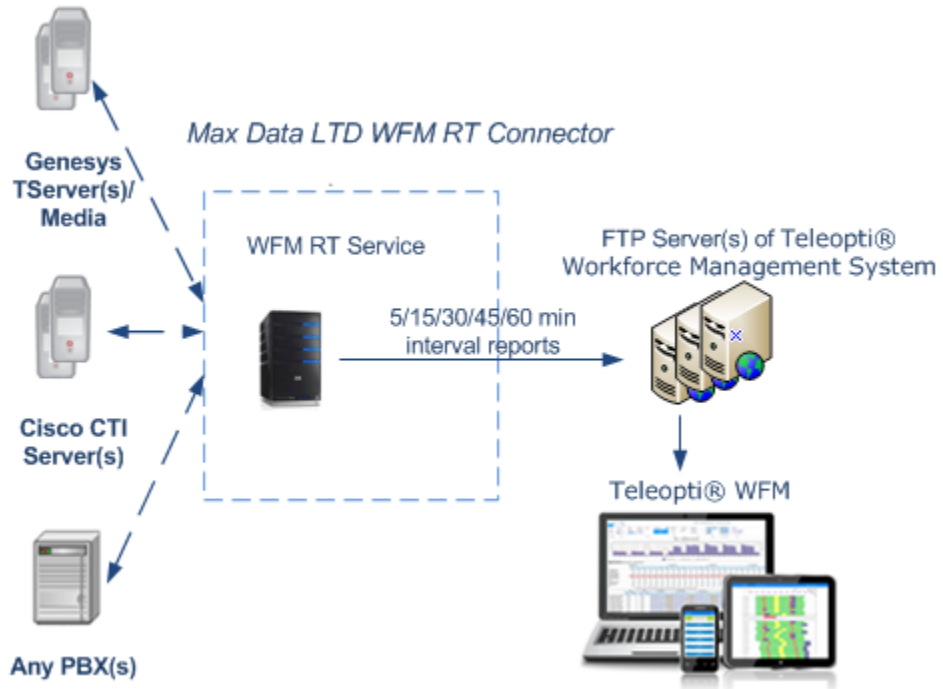 Max Data LTD WFM RT Connector
Genesys
TServer(s)/
Media
WFM RT Service
FTP Server(s) of Teleopti®
Workforce Management System
5/15/30/45/60 min
interval reports
Cisco CTI
Server(s)
Teleopti® WFM
Any PBX(s)